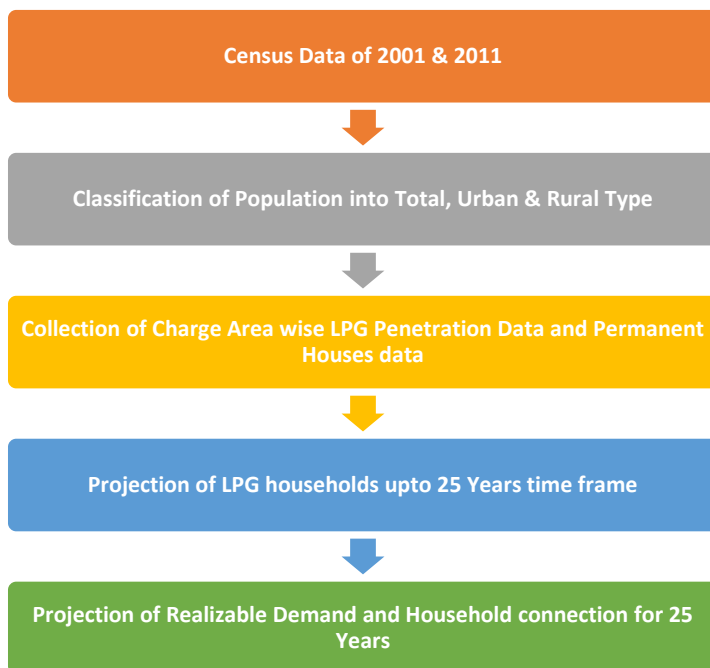 Census Data of 2001 & 2011
Classification of Population into Total, Urban & Rural Type
Collection of Charge Area wise LPG Penetration Data and Permanent
Houses data
Projection of LPG households upto 25 Years time frame
Projection of Realizable Demand and Household connection for 25
Years